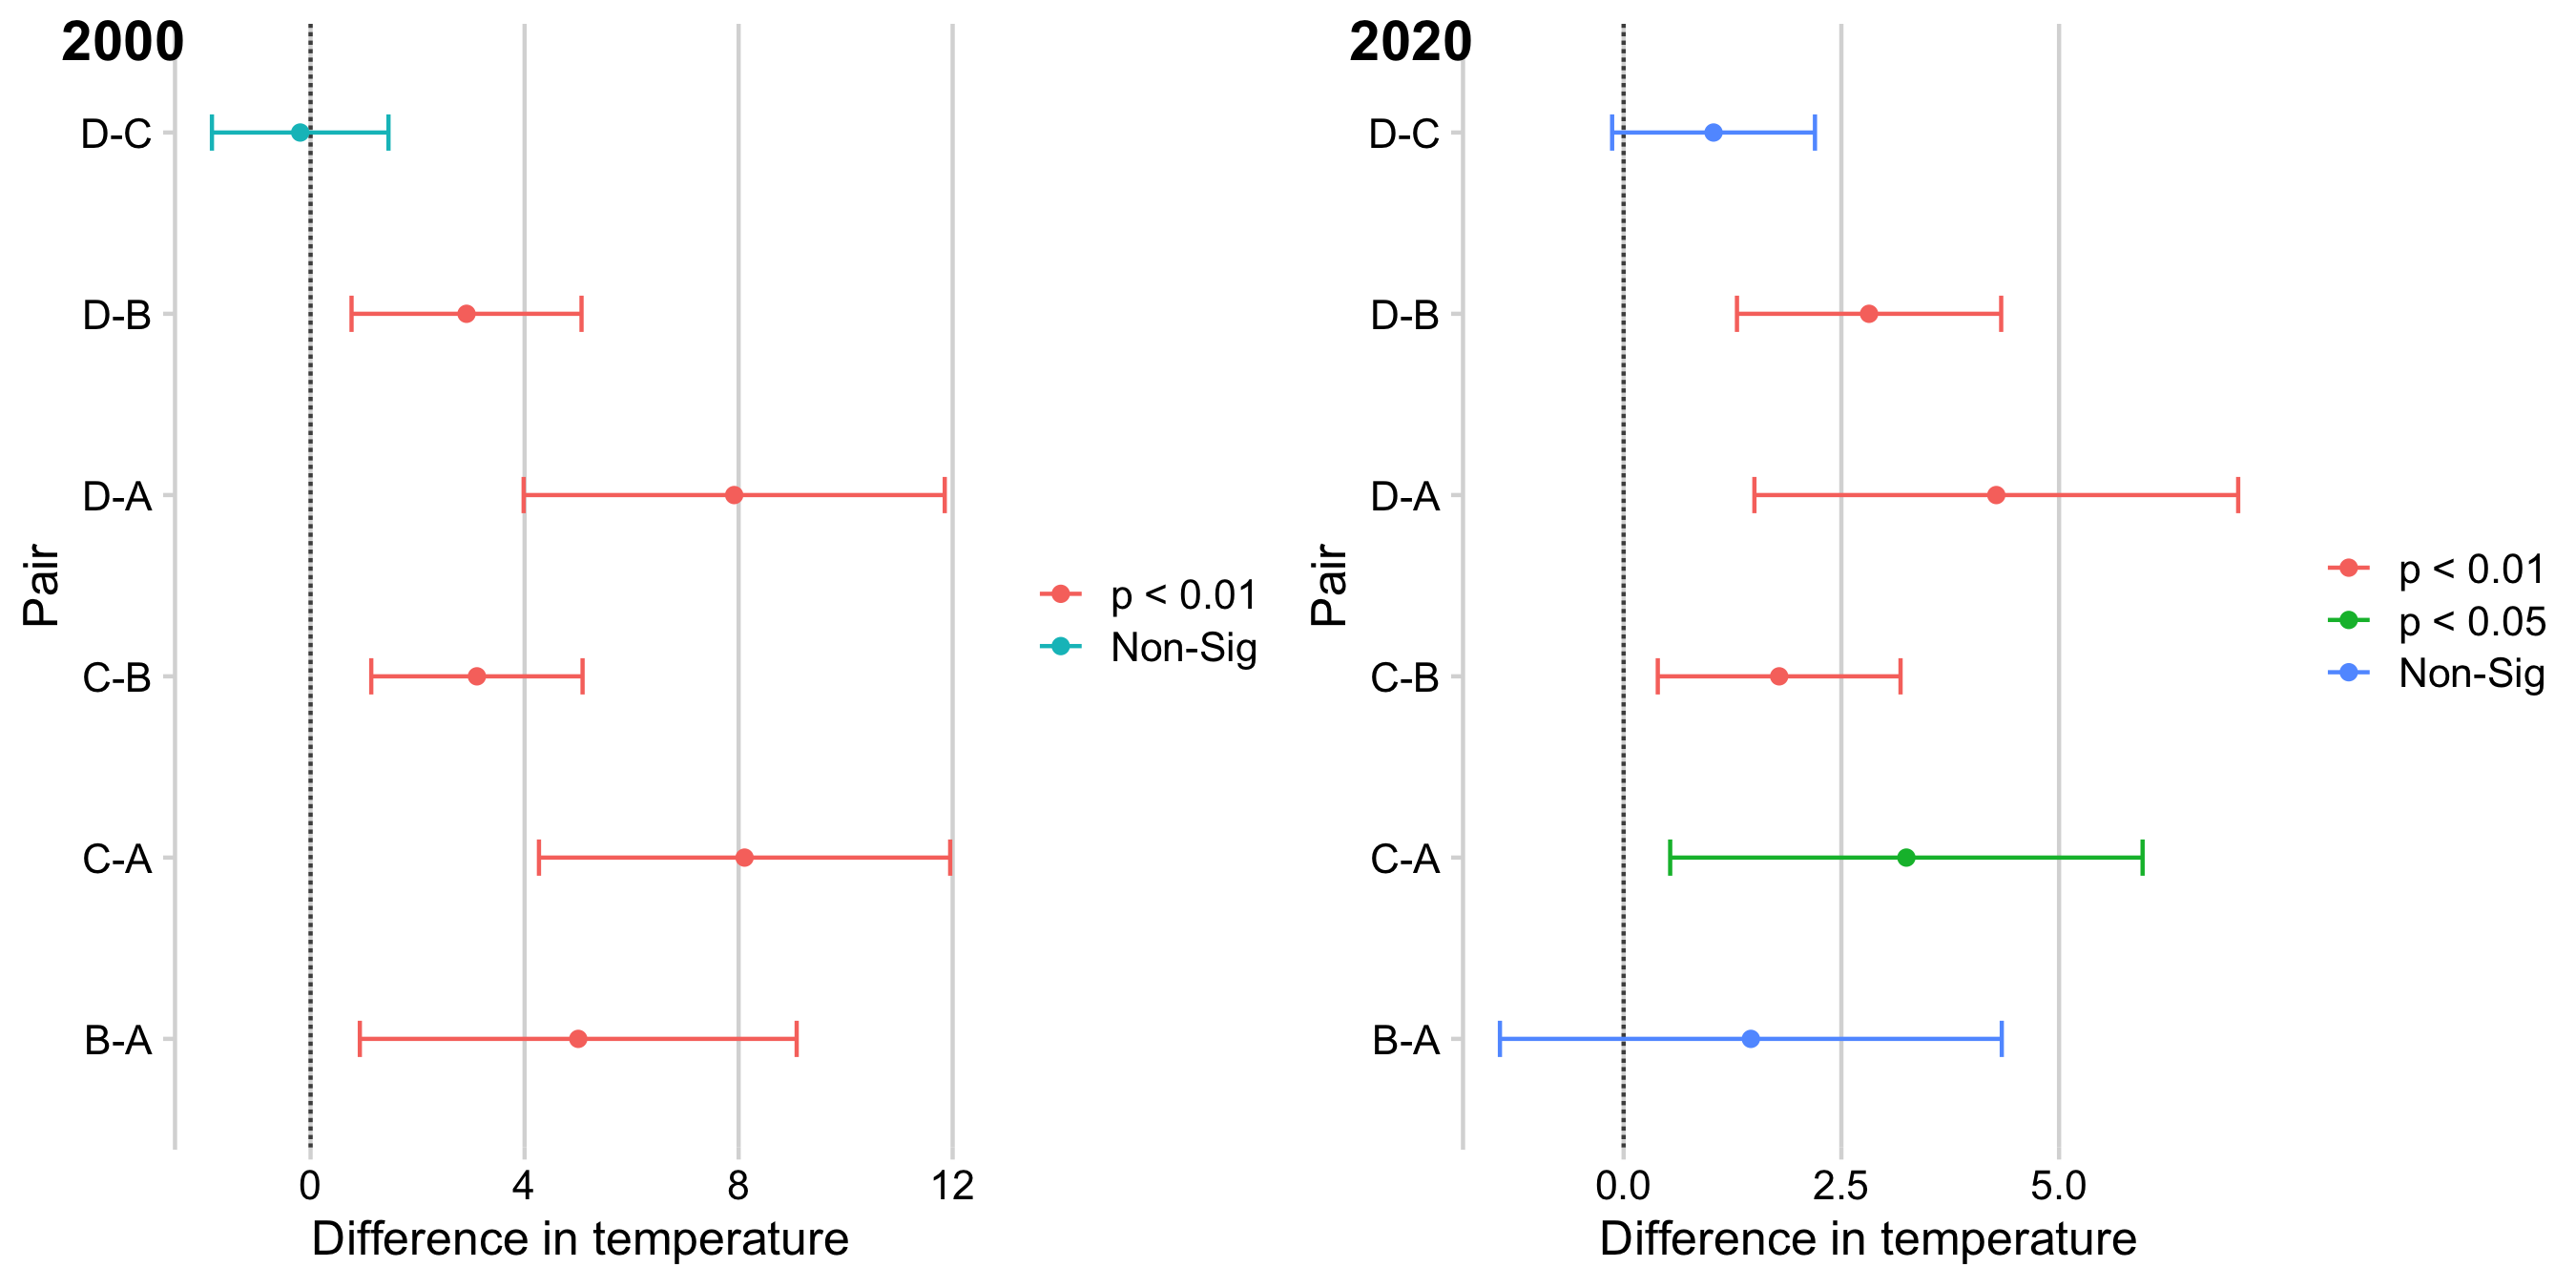 2000
D-C
D-B
D-A
C-B
C-A
B-A
Pair
0 4 8 12
Difference in temperature
p < 0.01
Non-Sig
2020
D-C
D-B
D-A
C-B
C-A
B-A
Pair
0.0 2.5 5.0
Difference in temperature
p < 0.01
p < 0.05
Non-Sig